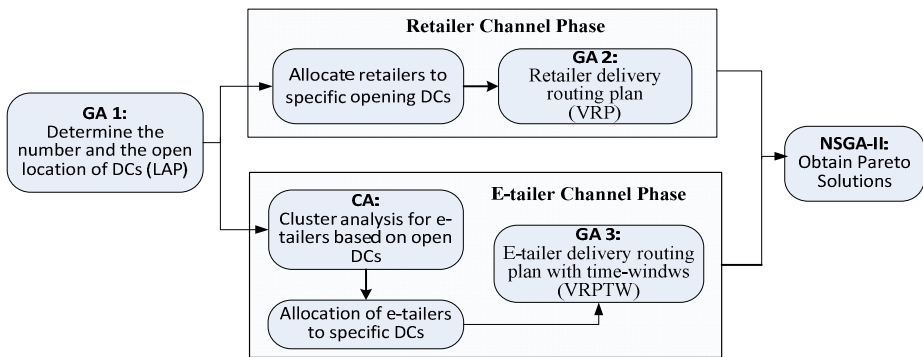 Retailer Channel Phase
GA 1:
Determine the
number and the open
location of DCs (LAP)
Allocate retailers to
specific opening DCs
GA 2:
Retailer delivery
routing plan
(VRP)
E-tailer Channel Phase
CA:
Cluster analysis for e-
tailers based on open
DCs
Allocation of e-tailers
to specific DCs
GA 3:
E-tailer delivery routing
plan with time-windws
(VRPTW)
NSGA-II:
Obtain Pareto
Solutions